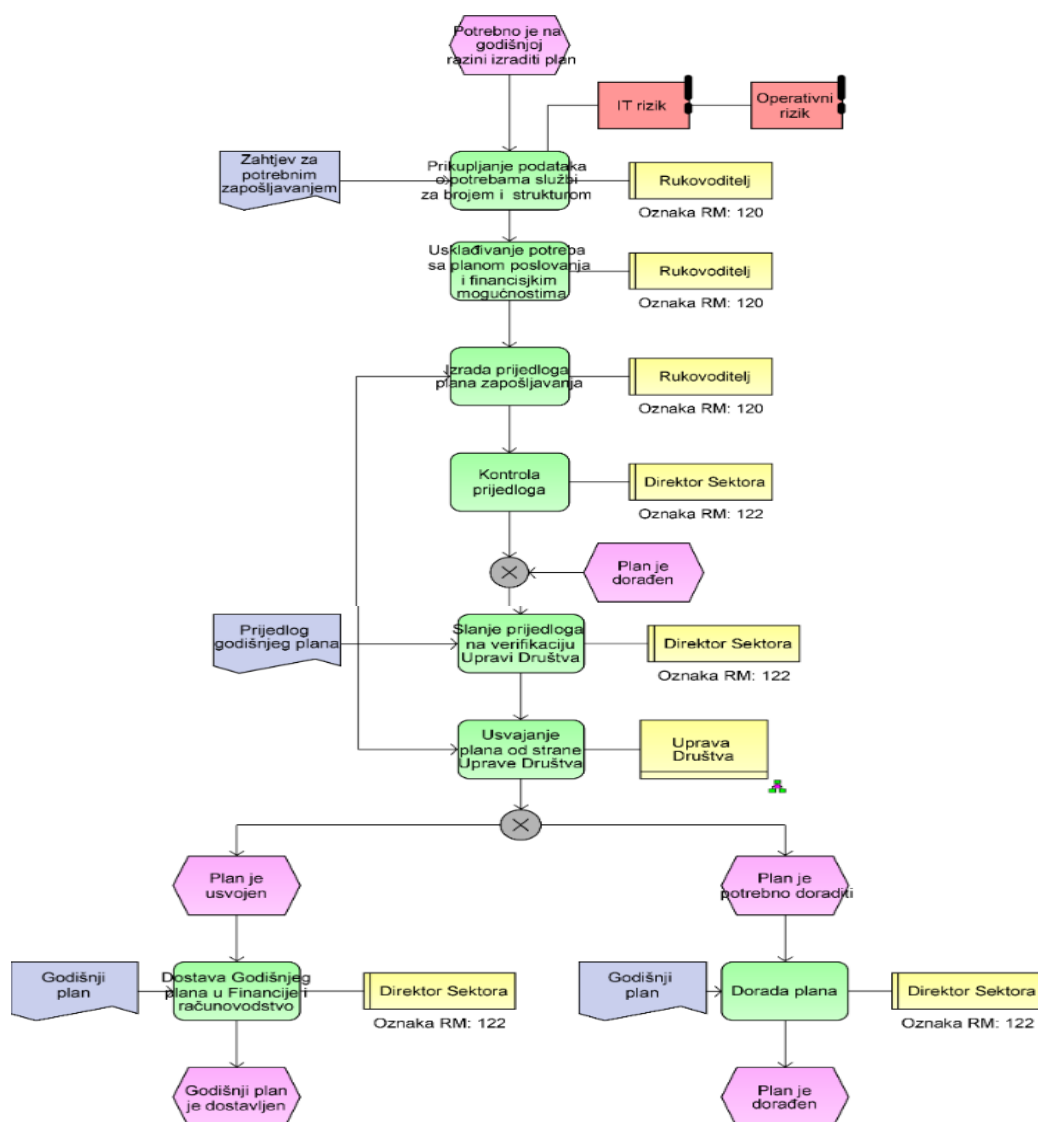 Potrebno je na
godišnjoj
razini izraditi plan
IT rizik
Operativni
rizik
Zahtjev za
potrebnim
zapošljavanjem
Prikupljanje podataka
o potrebama službi
za brojem i strukturom
Rukovoditelj
Oznaka RM: 120
Usklađivanje potreba
sa planom poslovanja
i financisjkim
mogućnostima
Rukovoditelj
Oznaka RM: 120
Izrada prijedloga
plana zapošljavanja
Rukovoditelj
Oznaka RM: 120
Kontrola
prijedloga
Direktor Sektora
Oznaka RM: 122
Plan je
dorađen
Prijedlog
godišnjeg plana
Slanje prijedloga
na verifikaciju
Upravi Društva
Direktor Sektora
Oznaka RM: 122
Usvajanje
plana od strane
Uprave Društva
Uprava
Društva
Plan je
usvojen
Plan je
potrebno doraditi
Godišnji
plan
Dostava Godišnjeg
plana u Financije i
računovodstvo
Direktor Sektora
Oznaka RM: 122
Godišnji
plan
Dorada plana
Direktor Sektora
Oznaka RM: 122
Godišnji plan
je dostavljen
Plan je
dorađen